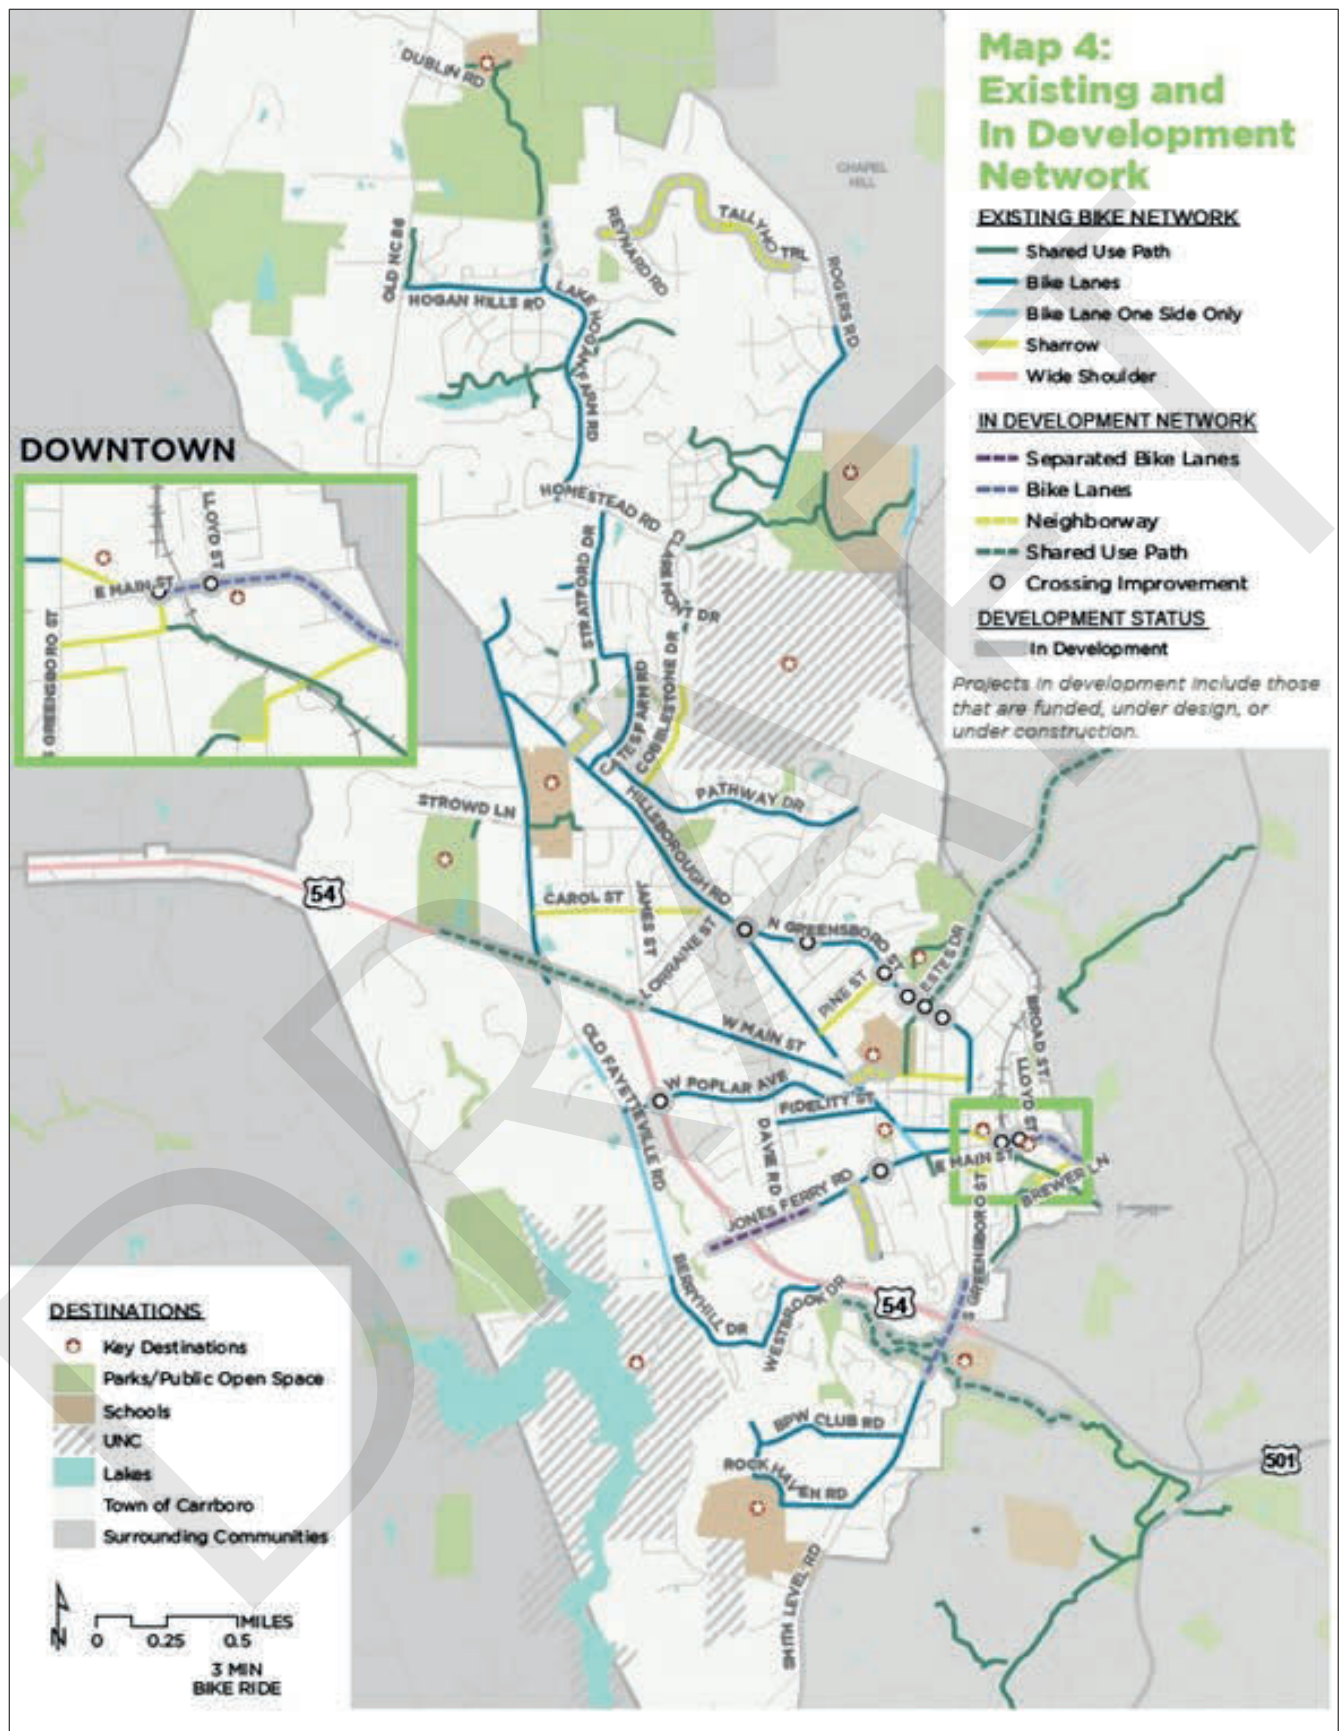 Map 4:
Existing and
In Development
Network
EXISTING BIKE NETWORK
Shared Use Path
Bike Lanes
Bike Lane One Side Only
Sharrow
Wide Shoulder
IN DEVELOPMENT NETWORK
Separated Bike Lanes
Bike Lanes
Neighborway
Shared Use Path
Crossing Improvement
DEVELOPMENT STATUS
In Development
Projects in development include those
that are funded, under design, or
under construction.
DUBLIN RD
CHAPEL
HILL
OLD NC 86
REYNARD RD
TALLYHO TRL
ROGERS RD
HOGAN HILLS RD
LAKE HOGAN FARM RD
DOWNTOWN
LLOYD ST
E MAIN ST
S GREENSBORO ST
HOMESTEAD RD
STRATFORD DR
CLAREMONT DR
CATES FARM RD
COBBLESTONE DR
STROWD LN
PATHWAY DR
HILLSBOROUGH RD
54
CAROL ST
JAMES ST
LORRAINE ST
N GREENSBORO ST
ESTES DR
PINE ST
BROAD ST
LLOYD ST
W MAIN ST
OLD FAYETTEVILLE RD
W POPLAR AVE
FIDELITY ST
DAVIE RD
E MAIN ST
BREWER LN
JONES FERRY RD
S GREENSBORO ST
BERRYHILL DR
WESTBROOK DR
54
BPW CLUB RD
ROCK HAVEN RD
501
SMITH LEVEL RD
DESTINATIONS
Key Destinations
Parks/Public Open Space
Schools
UNC
Lakes
Town of Carrboro
Surrounding Communities
N
MILES
0 0.25 0.5
3 MIN
BIKE RIDE
DRAFT